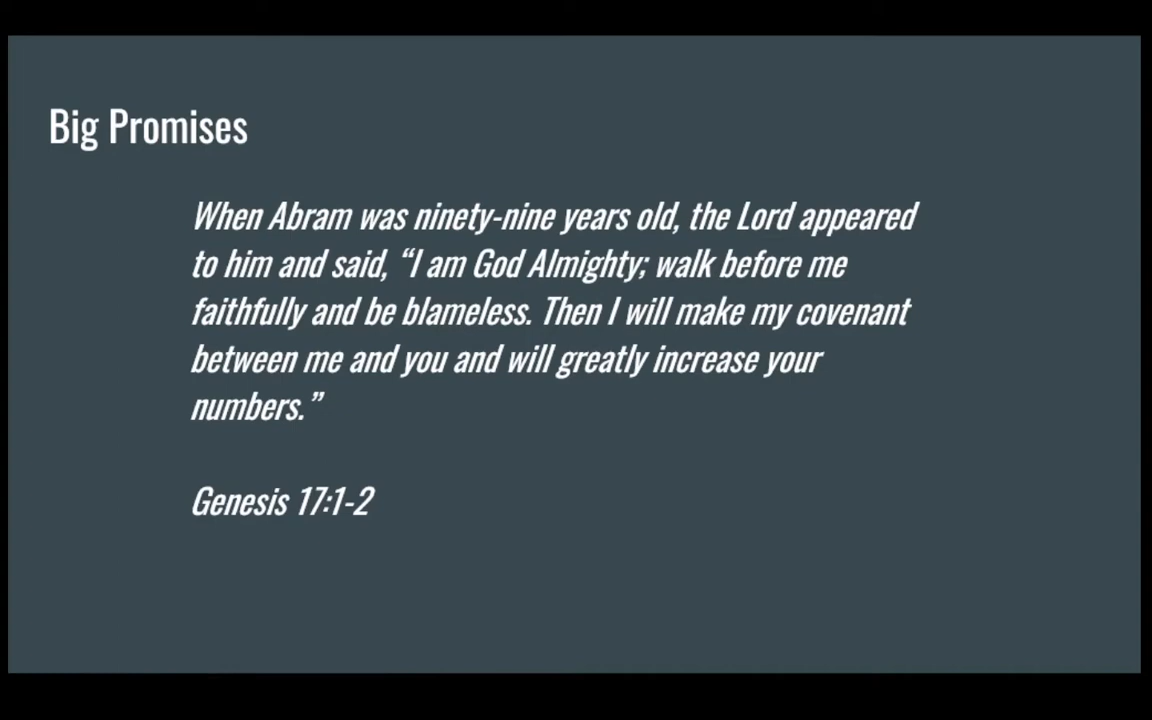 Big Promises
When Abram was ninety-nine years old, the Lord appeared
to him and said, “I am God Almighty; walk before me
faithfully and be blameless. Then I will make my covenant
between me and you and will greatly increase your
numbers.”
Genesis 17:1-2